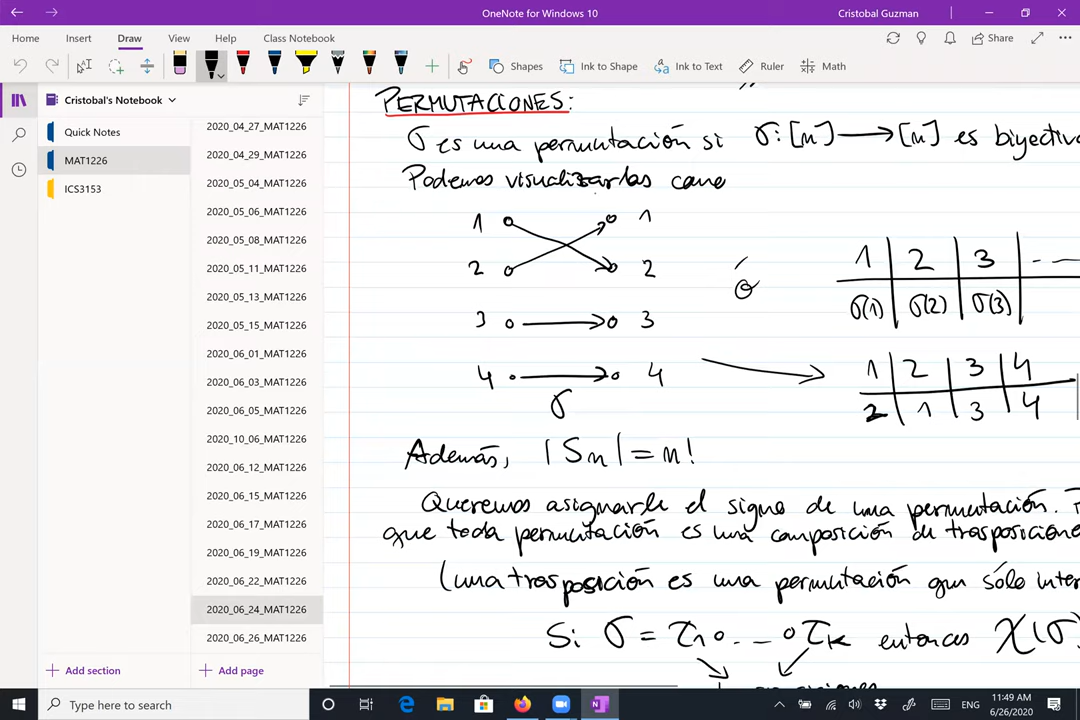 OneNote for Windows 10
Cristobal Guzman
Home Insert Draw View Help Class Notebook
Share
Shapes Ink to Shape Ink to Text Ruler Math
Cristobal's Notebook
Quick Notes
MAT1226
ICS3153
2020_04_27_MAT1226
2020_04_29_MAT1226
2020_05_04_MAT1226
2020_05_06_MAT1226
2020_05_08_MAT1226
2020_05_11_MAT1226
2020_05_13_MAT1226
2020_05_15_MAT1226
2020_06_01_MAT1226
2020_06_03_MAT1226
2020_06_05_MAT1226
2020_10_06_MAT1226
2020_06_12_MAT1226
2020_06_15_MAT1226
2020_06_17_MAT1226
2020_06_19_MAT1226
2020_06_22_MAT1226
2020_06_24_MAT1226
2020_06_26_MAT1226
Add section
Add page
PERMUTACIONES:
σ es una permutación si σ: [n] → [n] es biyectiva
Podemos visualizarlas como
1 1
2 2
3 3
4 4
σ
ó
1 2 3 ...
σ(1) σ(2) σ(3)
1 2 3 4
2 1 3 4
Además, |Sn| = n!
Queremos asignarle el signo de una permutación.
que toda permutación es una composición de trasposicione
(una trasposición es una permutación que sólo inter
Si σ = τ1 ∘ ... ∘ τk entonces χ(σ)
Type here to search
ENG
11:49 AM
6/26/2020